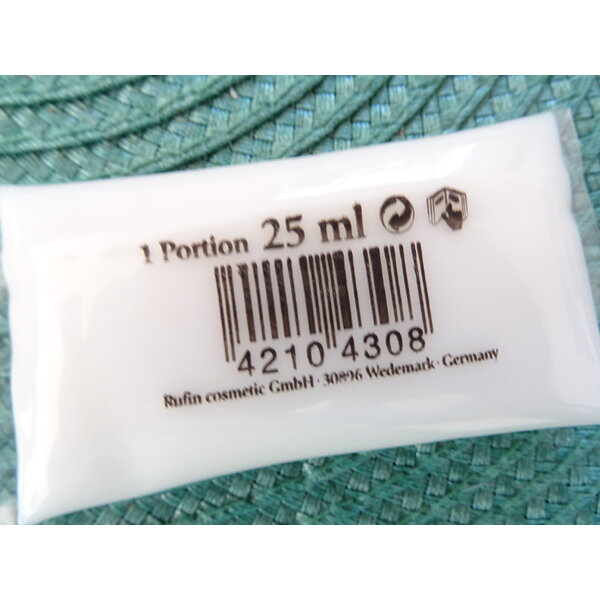 1 Portion 25 ml
4210 4308
Rufin cosmetic GmbH · 30896 Wedemark · Germany